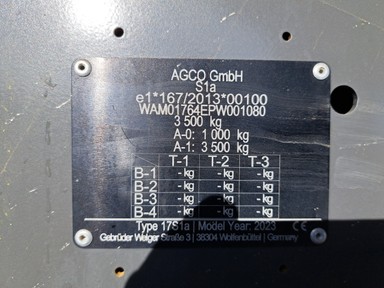 AGCO GmbH
S1a
e1*167/2013*00100
WAM01764EPW001080
3 500 kg
A-0: 1 000 kg
A-1: 3 500 kg
T-1 T-2 T-3
B-1 - kg - kg - kg
B-2 - kg - kg - kg
B-3 - kg - kg - kg
B-4 - kg - kg - kg
Type 17S1a | Model Year: 2023 CE
Gebrüder Welger Straße 3 | 38304 Wolfenbüttel | Germany